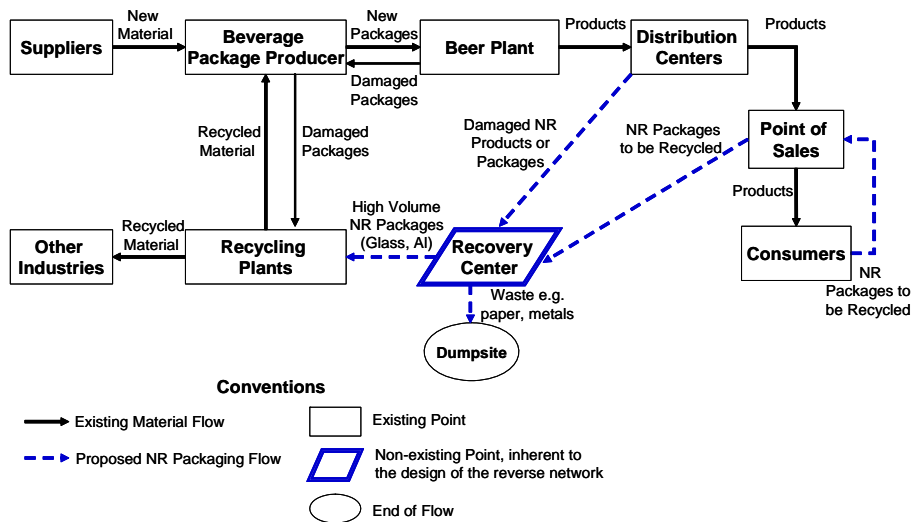 New
Material
New
Packages
Products
Products
Suppliers
Beverage
Package Producer
Beer Plant
Distribution
Centers
Damaged
Packages
Recycled
Material
Damaged
Packages
Damaged NR
Products or
Packages
NR Packages
to be Recycled
Point of
Sales
Products
High Volume
NR Packages
(Glass, Al)
Recycled
Material
Other
Industries
Recycling
Plants
Recovery
Center
Consumers
NR
Packages to
be Recycled
Waste e.g.
paper, metals
Dumpsite
Conventions
Existing Material Flow
Existing Point
Proposed NR Packaging Flow
Non-existing Point, inherent to
the design of the reverse network
End of Flow